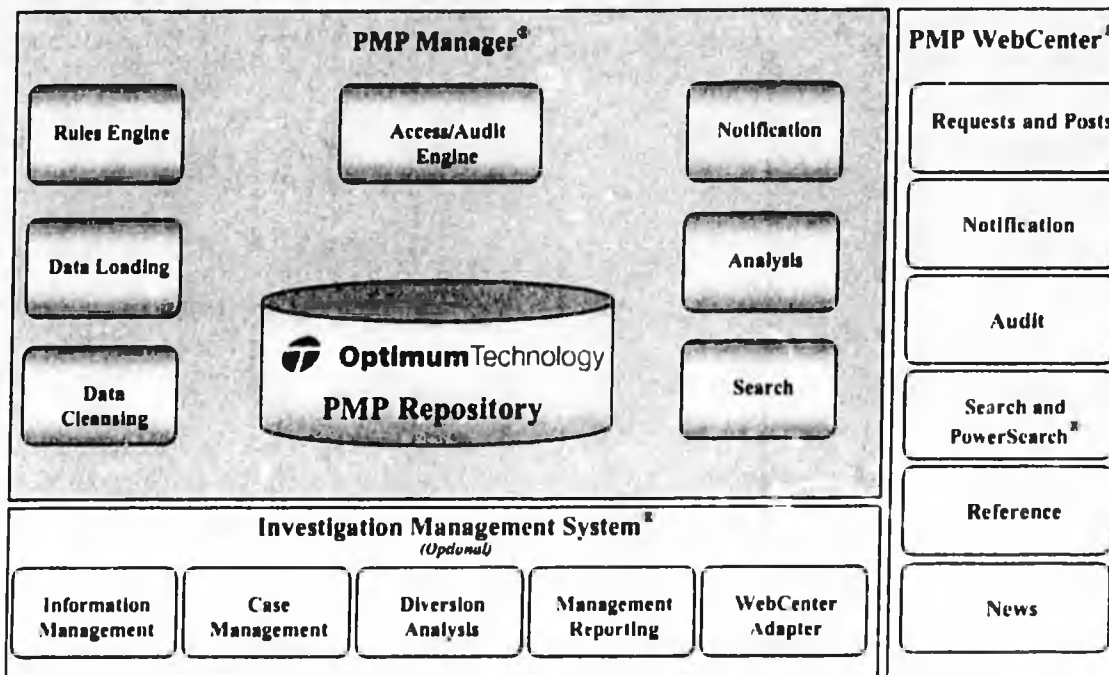 PMP Manager®
Rules Engine
Access/Audit
Engine
Notification
Data Loading
Analysis
OptimumTechnology
PMP Repository
Data
Cleansing
Search
PMP WebCenter®
Requests and Posts
Notification
Audit
Search and
PowerSearch®
Reference
News
Investigation Management System®
(Optional)
Information
Management
Case
Management
Diversion
Analysis
Management
Reporting
WebCenter
Adapter